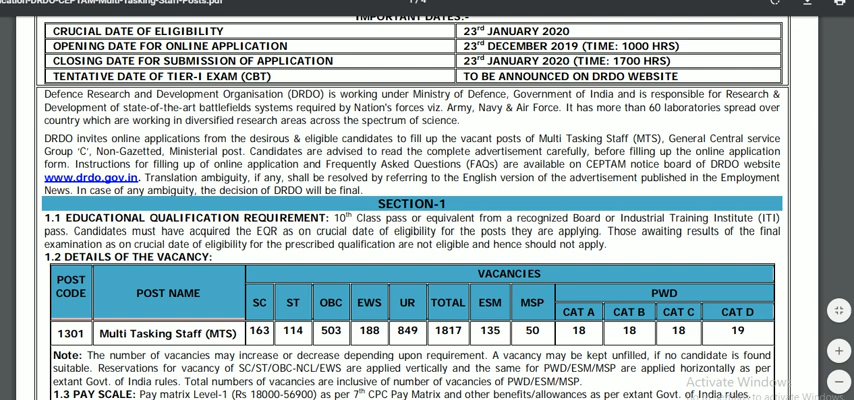 ication-DRDO-CEPTAM-Multi-Tasking-Staff-Posts.pdf
1 / 4
IMPORTANT DATES:-
CRUCIAL DATE OF ELIGIBILITY 23rd JANUARY 2020
OPENING DATE FOR ONLINE APPLICATION 23rd DECEMBER 2019 (TIME: 1000 HRS)
CLOSING DATE FOR SUBMISSION OF APPLICATION 23rd JANUARY 2020 (TIME: 1700 HRS)
TENTATIVE DATE OF TIER-I EXAM (CBT) TO BE ANNOUNCED ON DRDO WEBSITE
Defence Research and Development Organisation (DRDO) is working under Ministry of Defence, Government of India and is responsible for Research &
Development of state-of-the-art battlefields systems required by Nation's forces viz. Army, Navy & Air Force. It has more than 60 laboratories spread over
country which are working in diversified research areas across the spectrum of science.
DRDO invites online applications from the desirous & eligible candidates to fill up the vacant posts of Multi Tasking Staff (MTS), General Central service
Group 'C', Non-Gazetted, Ministerial post. Candidates are advised to read the complete advertisement carefully, before filling up the online application
form. Instructions for filling up of online application and Frequently Asked Questions (FAQs) are available on CEPTAM notice board of DRDO website
www.drdo.gov.in. Translation ambiguity, if any, shall be resolved by referring to the English version of the advertisement published in the Employment
News. In case of any ambiguity, the decision of DRDO will be final.
SECTION-1
1.1 EDUCATIONAL QUALIFICATION REQUIREMENT: 10th Class pass or equivalent from a recognized Board or Industrial Training Institute (ITI)
pass. Candidates must have acquired the EQR as on crucial date of eligibility for the posts they are applying. Those awaiting results of the final
examination as on crucial date of eligibility for the prescribed qualification are not eligible and hence should not apply.
1.2 DETAILS OF THE VACANCY:
POST CODE POST NAME VACANCIES
SC ST OBC EWS UR TOTAL ESM MSP PWD
CAT A CAT B CAT C CAT D
1301 Multi Tasking Staff (MTS) 163 114 503 188 849 1817 135 50 18 18 18 19
Note: The number of vacancies may increase or decrease depending upon requirement. A vacancy may be kept unfilled, if no candidate is found
suitable. Reservations for vacancy of SC/ST/OBC-NCL/EWS are applied vertically and the same for PWD/ESM/MSP are applied horizontally as per
extant Govt. of India rules. Total numbers of vacancies are inclusive of number of vacancies of PWD/ESM/MSP.
Activate Windows
1.3 PAY SCALE: Pay matrix Level-1 (Rs 18000-56900) as per 7th CPC Pay Matrix and other benefits/allowances as per extant Govt. of India rules.
to activate Windows